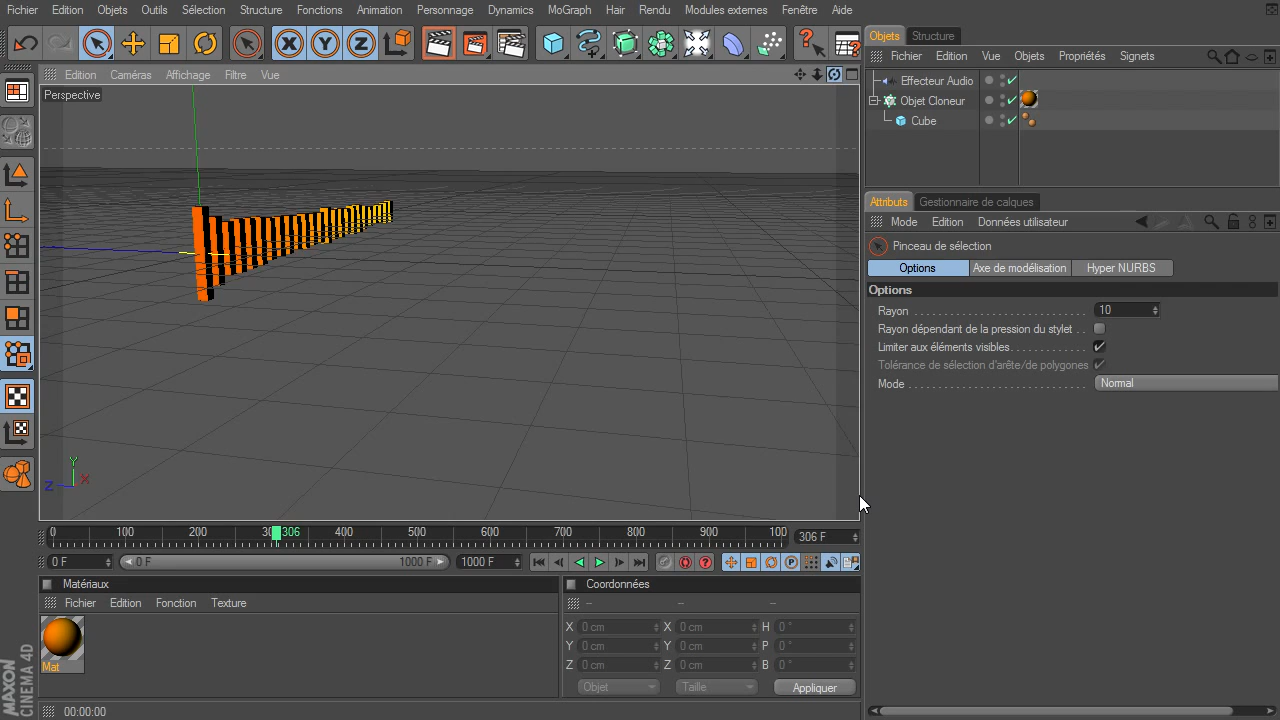 Fichier Edition Objets Outils Sélection Structure Fonctions Animation Personnage Dynamics MoGraph Hair Rendu Modules externes Fenêtre Aide
Objets Structure
Edition Caméras Affichage Filtre Vue
Fichier Edition Vue Objets Propriétés Signets
Perspective
Effecteur Audio
Objet Cloneur
Cube
Attributs Gestionnaire de calques
Mode Edition Données utilisateur
Pinceau de sélection
Options Axe de modélisation Hyper NURBS
Options
Rayon 10
Rayon dépendant de la pression du stylet
Limiter aux éléments visibles
Tolérance de sélection d'arête/de polygones
Mode Normal
Y
Z X
0 100 200 30 306 400 500 600 700 800 900 100 306 F
0 F 0 F 1000 F 1000 F
Matériaux
Coordonnées
Fichier Edition Fonction Texture
-- -- --
X 0 cm X 0 cm H 0 °
Y 0 cm Y 0 cm P 0 °
Z 0 cm Z 0 cm B 0 °
Mat
Objet Taille Appliquer
MAXON
CINEMA 4D
00:00:00